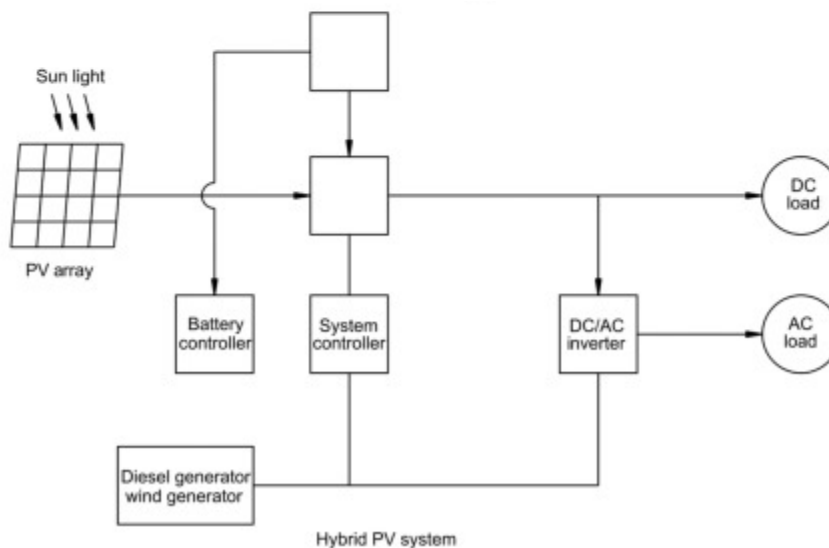 Sun light
PV array
DC
load
Battery
controller
System
controller
DC/AC
inverter
AC
load
Diesel generator
wind generator
Hybrid PV system